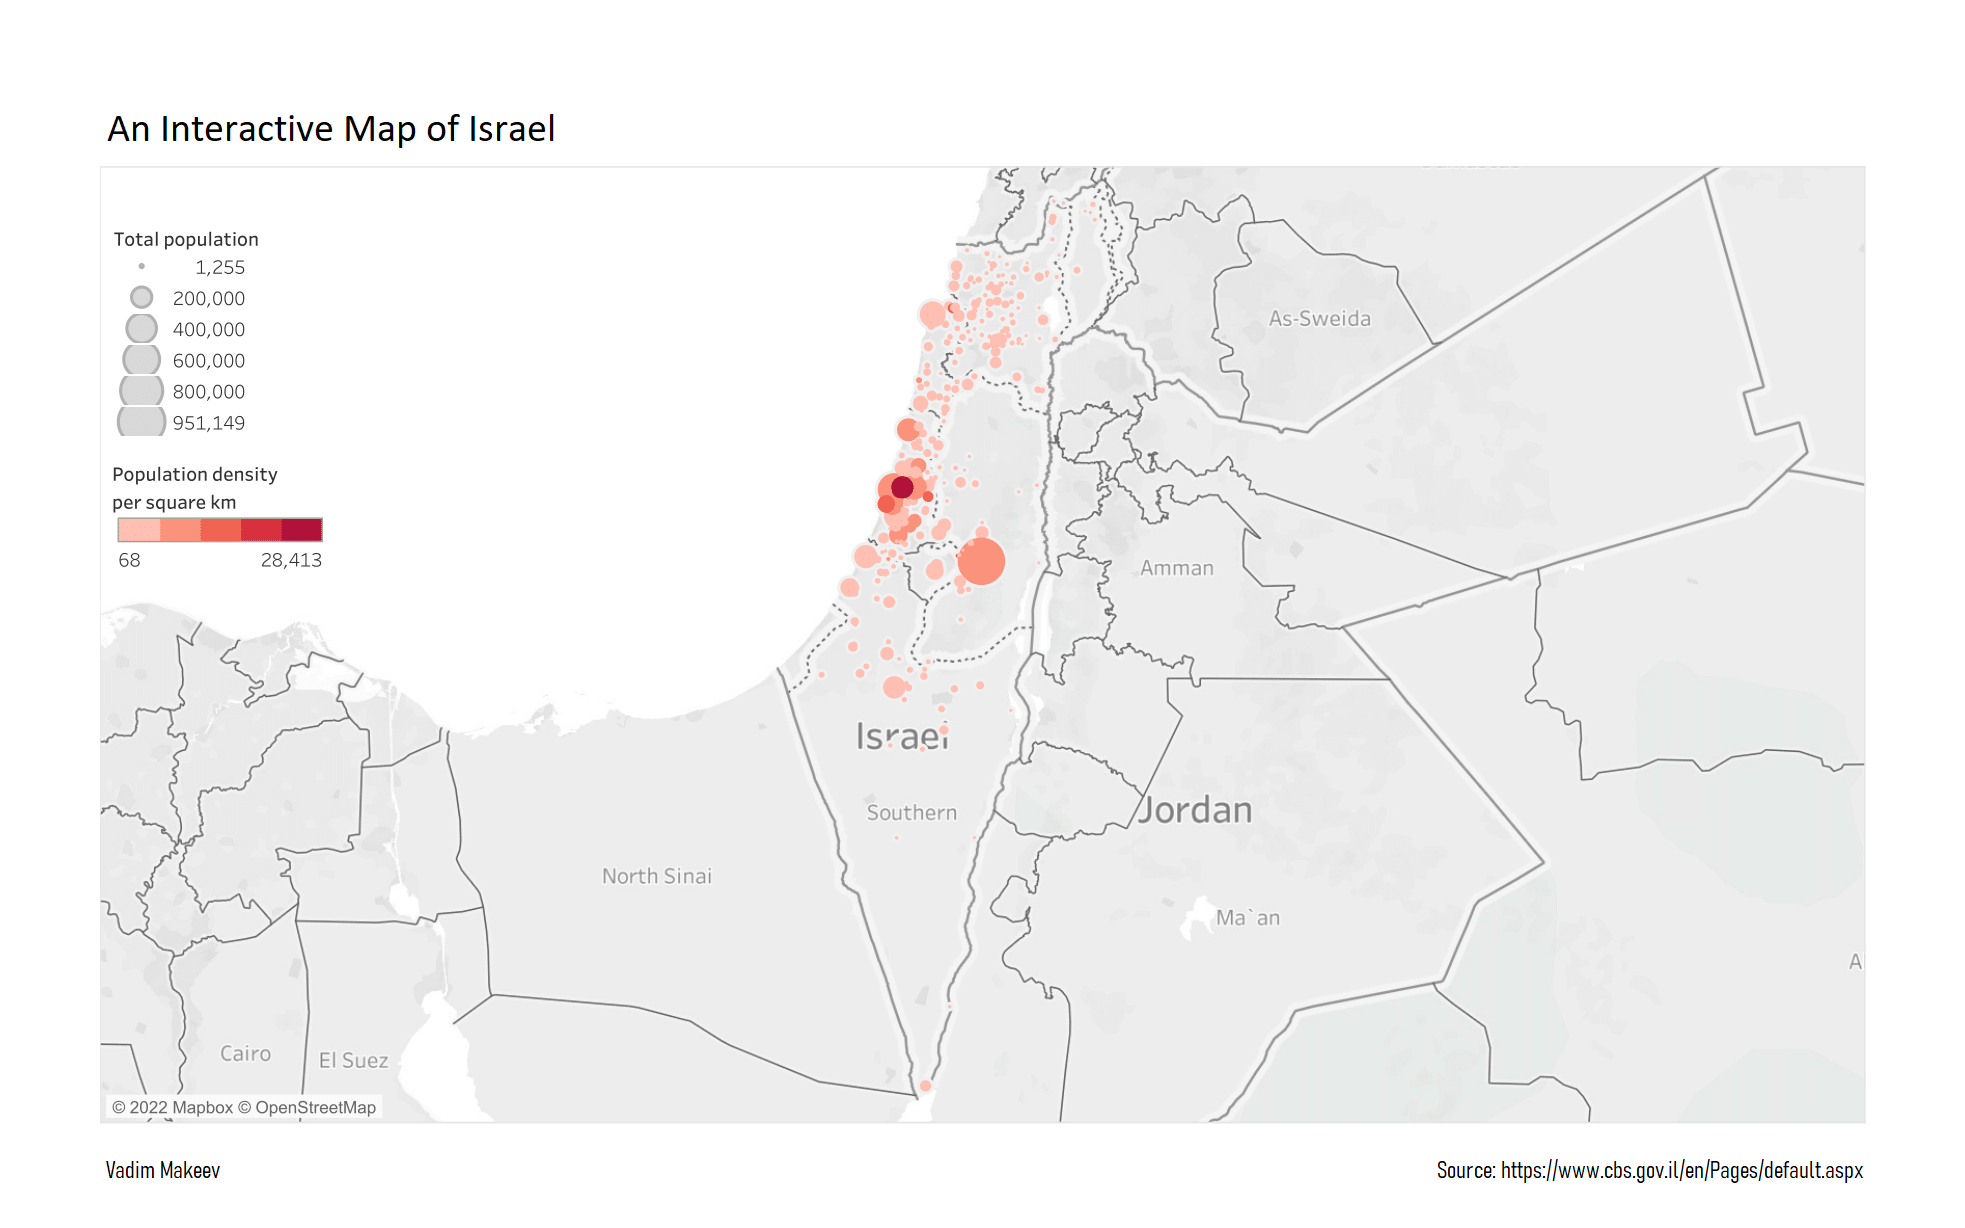 An Interactive Map of Israel
Total population
1,255
200,000
400,000
600,000
800,000
951,149
Population density
per square km
68 28,413
As-Sweida
Amman
Israel
Southern
Jordan
North Sinai
Ma`an
A
Cairo
El Suez
© 2022 Mapbox © OpenStreetMap
Vadim Makeev
Source: https://www.cbs.gov.il/en/Pages/default.aspx